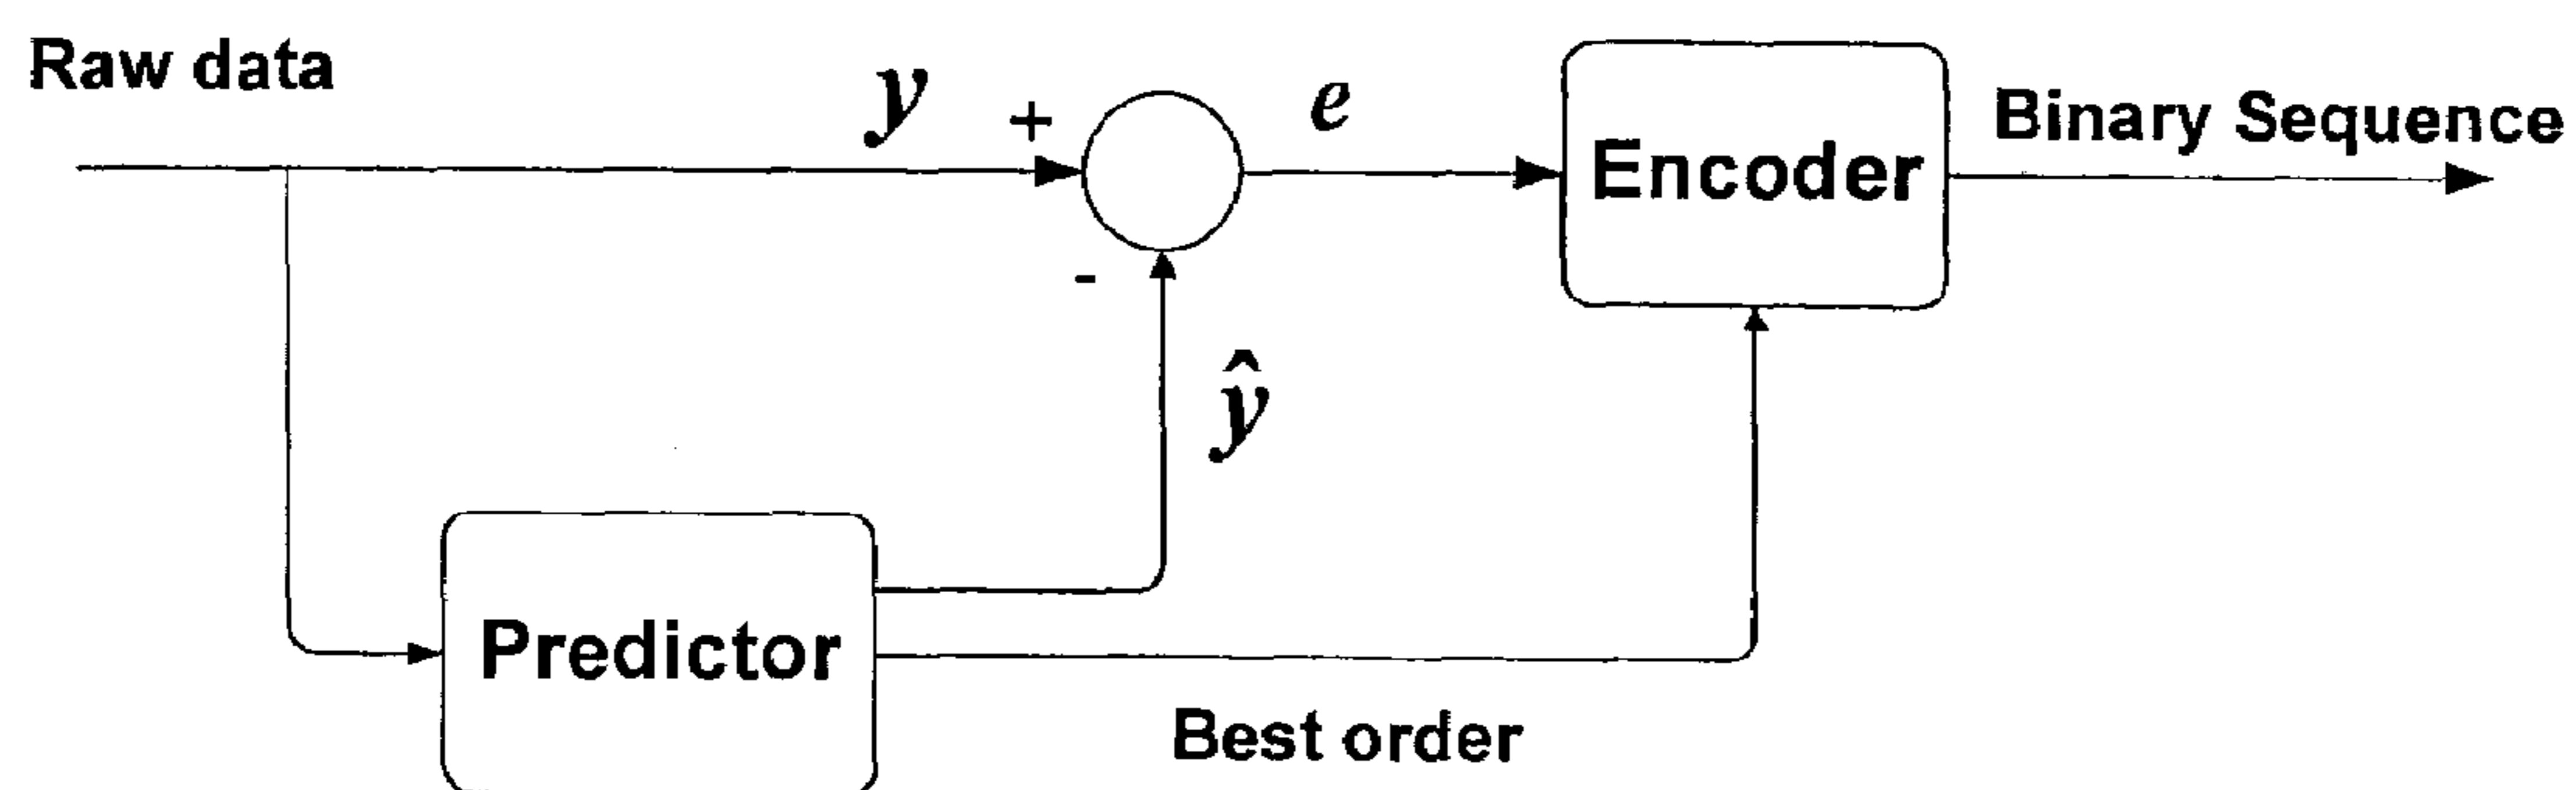 Raw data
y
+
e
Encoder
Binary Sequence
-
ŷ
Predictor
Best order